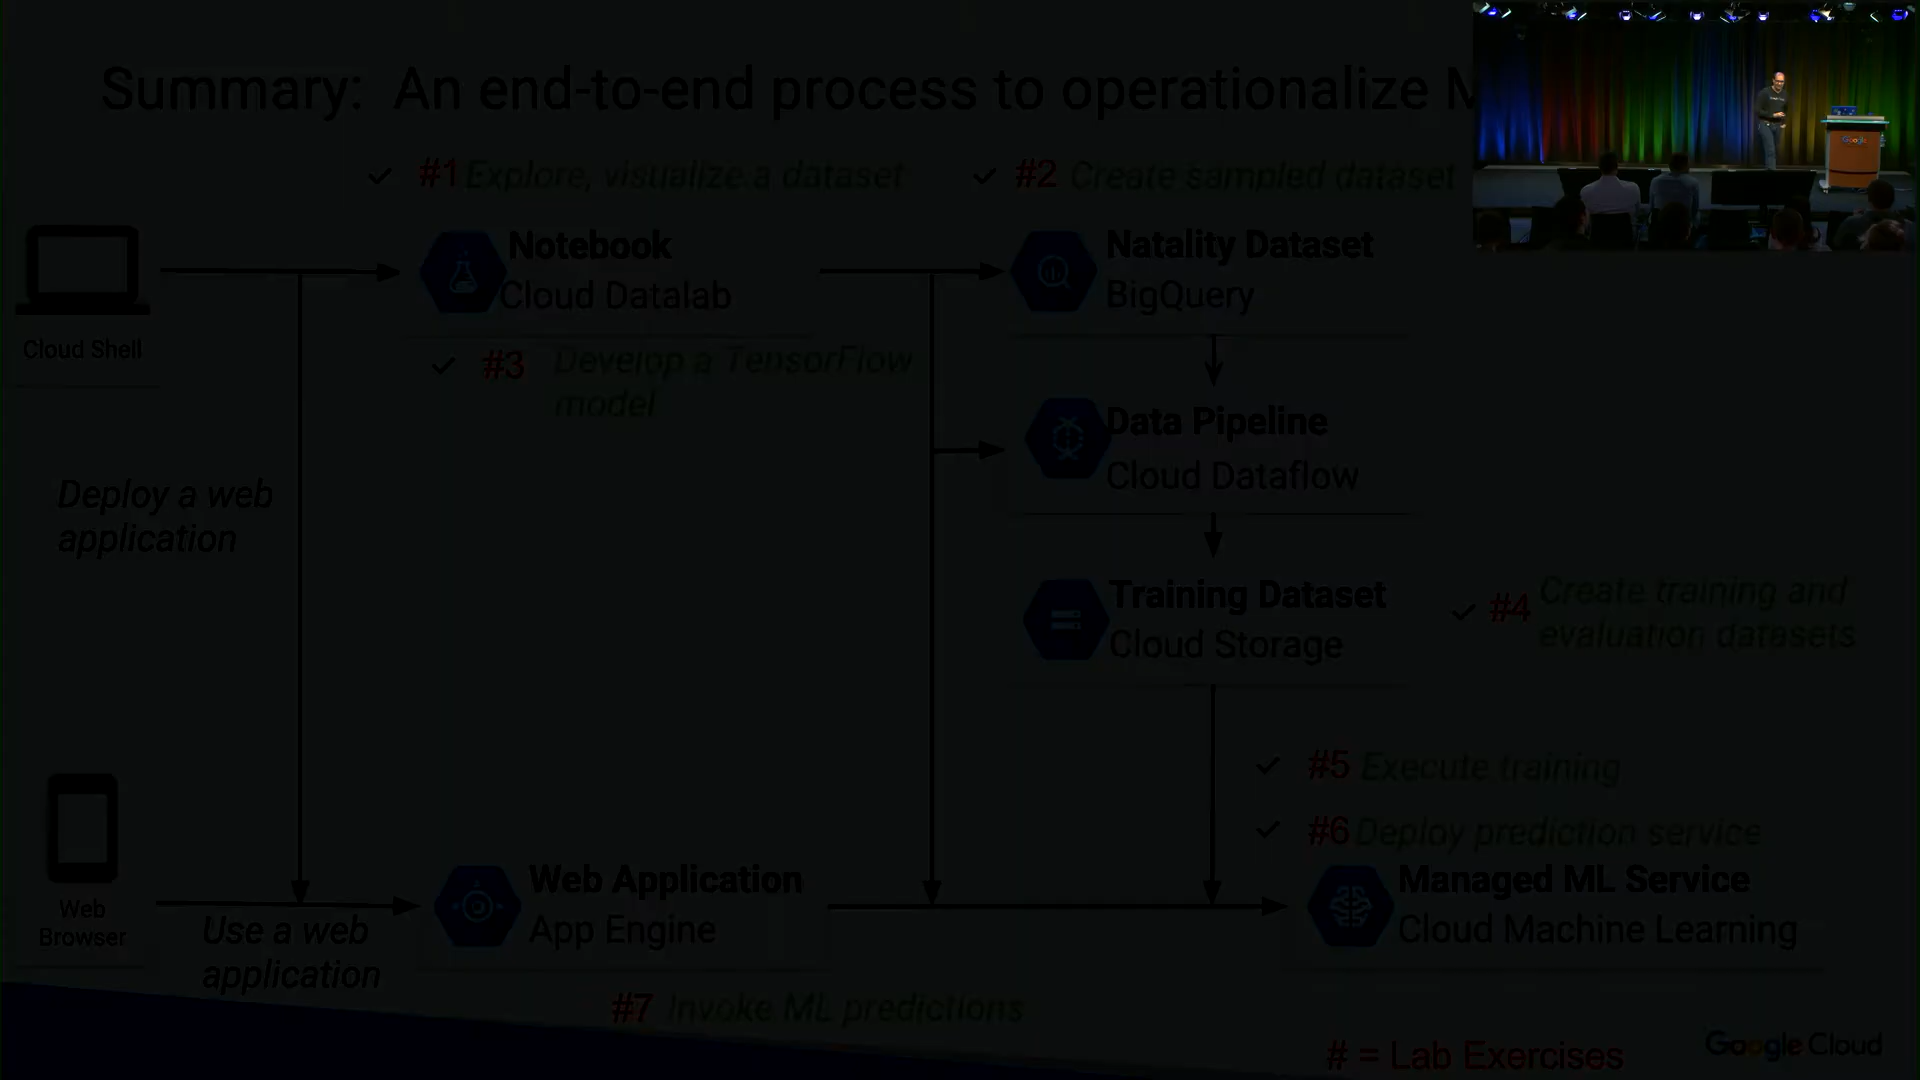 Summary: An end-to-end process to operationalize M
#1 Explore, visualize a dataset
#2 Create sampled dataset
Notebook
Cloud Datalab
Natality Dataset
BigQuery
Cloud Shell
#3 Develop a TensorFlow
model
Data Pipeline
Cloud Dataflow
Deploy a web
application
Training Dataset
Cloud Storage
#4 Create training and
evaluation datasets
#5 Execute training
#6 Deploy prediction service
Web
Browser
Use a web
application
Web Application
App Engine
Managed ML Service
Cloud Machine Learning
#7 Invoke ML predictions
# = Lab Exercises
Google Cloud
Google